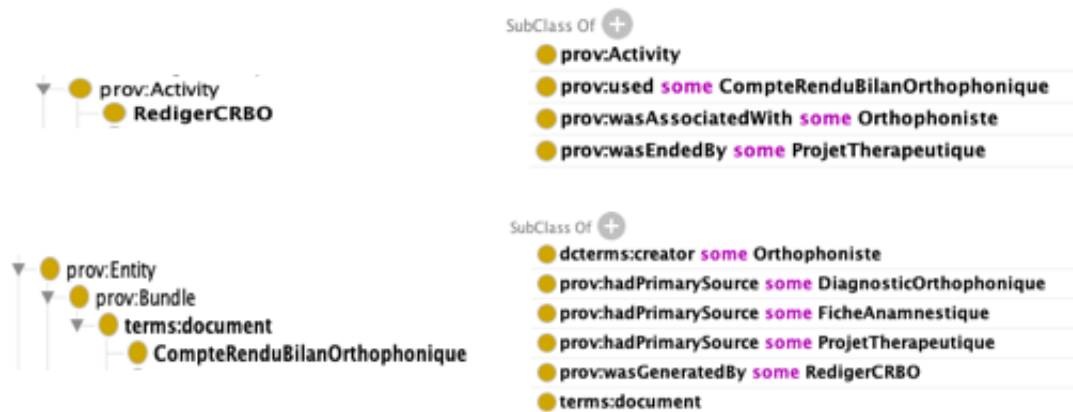 SubClass Of
prov:Activity
RedigerCRBO
prov:Activity
prov:used some CompteRenduBilanOrthophonique
prov:wasAssociatedWith some Orthophoniste
prov:wasEndedBy some ProjetTherapeutique
prov:Entity
prov:Bundle
terms:document
CompteRenduBilanOrthophonique
SubClass Of
dcterms:creator some Orthophoniste
prov:hadPrimarySource some DiagnosticOrthophonique
prov:hadPrimarySource some FicheAnamnestique
prov:hadPrimarySource some ProjetTherapeutique
prov:wasGeneratedBy some RedigerCRBO
terms:document